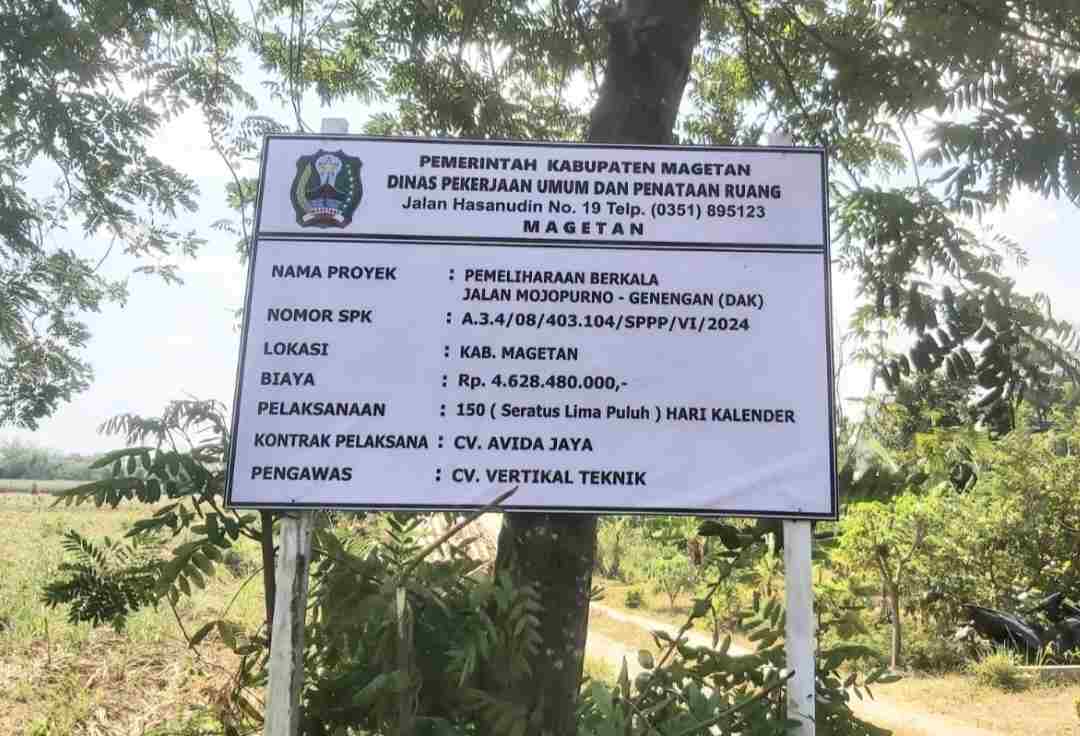 PEMERINTAH KABUPATEN MAGETAN
DINAS PEKERJAAN UMUM DAN PENATAAN RUANG
Jalan Hasanudin No. 19 Telp. (0351) 895123
MAGETAN
NAMA PROYEK : PEMELIHARAAN BERKALA
JALAN MOJOPURNO - GENENGAN (DAK)
NOMOR SPK : A.3.4/08/403.104/SPPP/VI/2024
LOKASI : KAB. MAGETAN
BIAYA : Rp. 4.628.480.000,-
PELAKSANAAN : 150 ( Seratus Lima Puluh ) HARI KALENDER
KONTRAK PELAKSANA : CV. AVIDA JAYA
PENGAWAS : CV. VERTIKAL TEKNIK